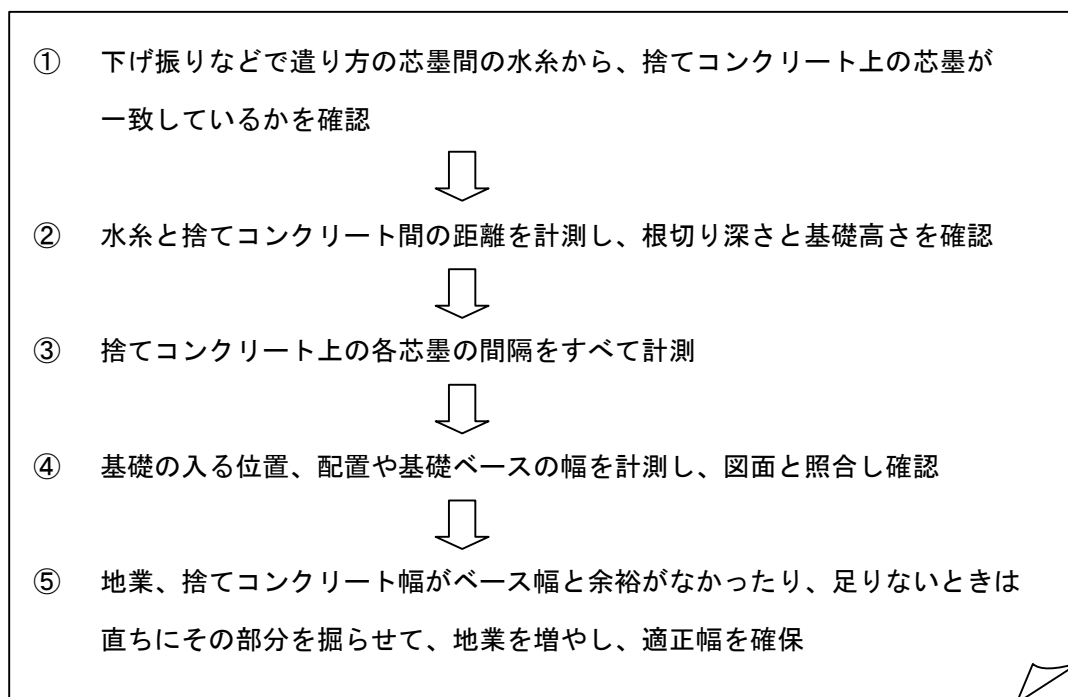 ① 下げ振りなどで遣り方の芯墨間の水糸から、捨てコンクリート上の芯墨が
一致しているかを確認
② 水糸と捨てコンクリート間の距離を計測し、根切り深さと基礎高さを確認
③ 捨てコンクリート上の各芯墨の間隔をすべて計測
④ 基礎の入る位置、配置や基礎ベースの幅を計測し、図面と照合し確認
⑤ 地業、捨てコンクリート幅がベース幅と余裕がなかったり、足りないときは
直ちにその部分を掘らせて、地業を増やし、適正幅を確保